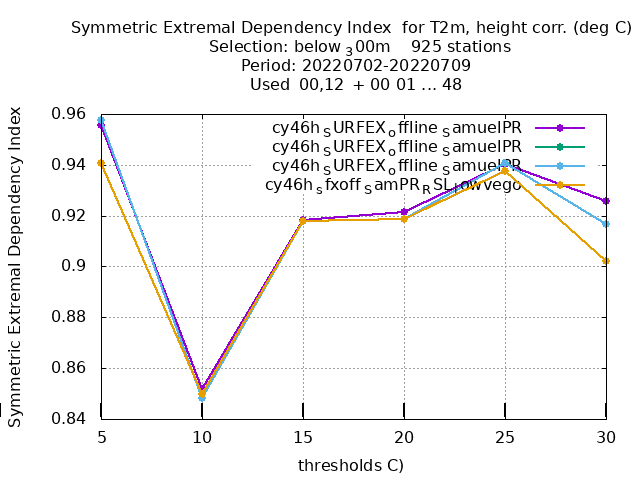 Symmetric Extremal Dependency Index  for T2m, height corr. (deg C)
Selection: below 300m    925 stations
Period: 20220702-20220709
Used  00,12  + 00 01 ... 48
Symmetric Extremal Dependency Index
0.96
0.94
0.92
0.9
0.88
0.86
0.84
cy46h SURFEX offline SamuelPR
cy46h SURFEX offline SamuelPR
cy46h SURFEX offline SamuelPR
cy46h sfxoff SamPR RSL lowvego
5
10
15
20
25
30
thresholds C)